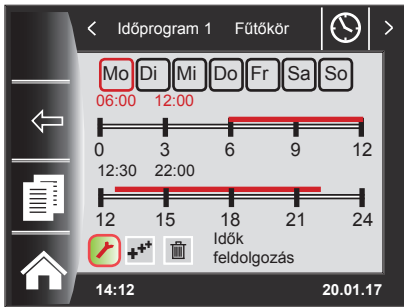 < Időprogram 1 Fűtőkör >
Mo Di Mi Do Fr Sa So
06:00 12:00
0 3 6 9 12
12:30 22:00
12 15 18 21 24
Idők
feldolgozás
14:12 20.01.17